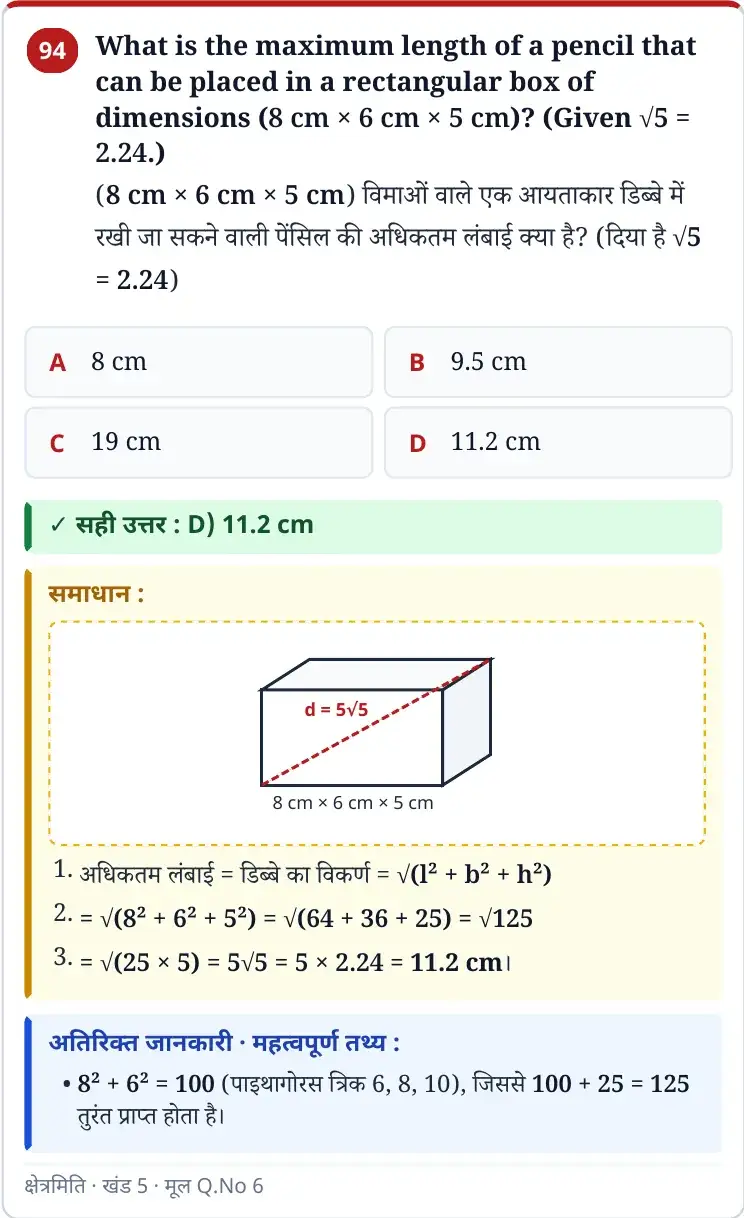 94
What is the maximum length of a pencil that
can be placed in a rectangular box of
dimensions (8 cm × 6 cm × 5 cm)? (Given √5 =
2.24.)
(8 cm × 6 cm × 5 cm) विमाओं वाले एक आयताकार डिब्बे में
रखी जा सकने वाली पेंसिल की अधिकतम लंबाई क्या है? (दिया है √5
= 2.24)
A 8 cm
B 9.5 cm
C 19 cm
D 11.2 cm
✓ सही उत्तर : D) 11.2 cm
समाधान :
d = 5√5
8 cm × 6 cm × 5 cm
1. अधिकतम लंबाई = डिब्बे का विकर्ण = √(l² + b² + h²)
2. = √(8² + 6² + 5²) = √(64 + 36 + 25) = √125
3. = √(25 × 5) = 5√5 = 5 × 2.24 = 11.2 cm।
अतिरिक्त जानकारी · महत्वपूर्ण तथ्य :
• 8² + 6² = 100 (पाइथागोरस त्रिक 6, 8, 10), जिससे 100 + 25 = 125
तुरंत प्राप्त होता है।
क्षेत्रमिति · खंड 5 · मूल Q.No 6